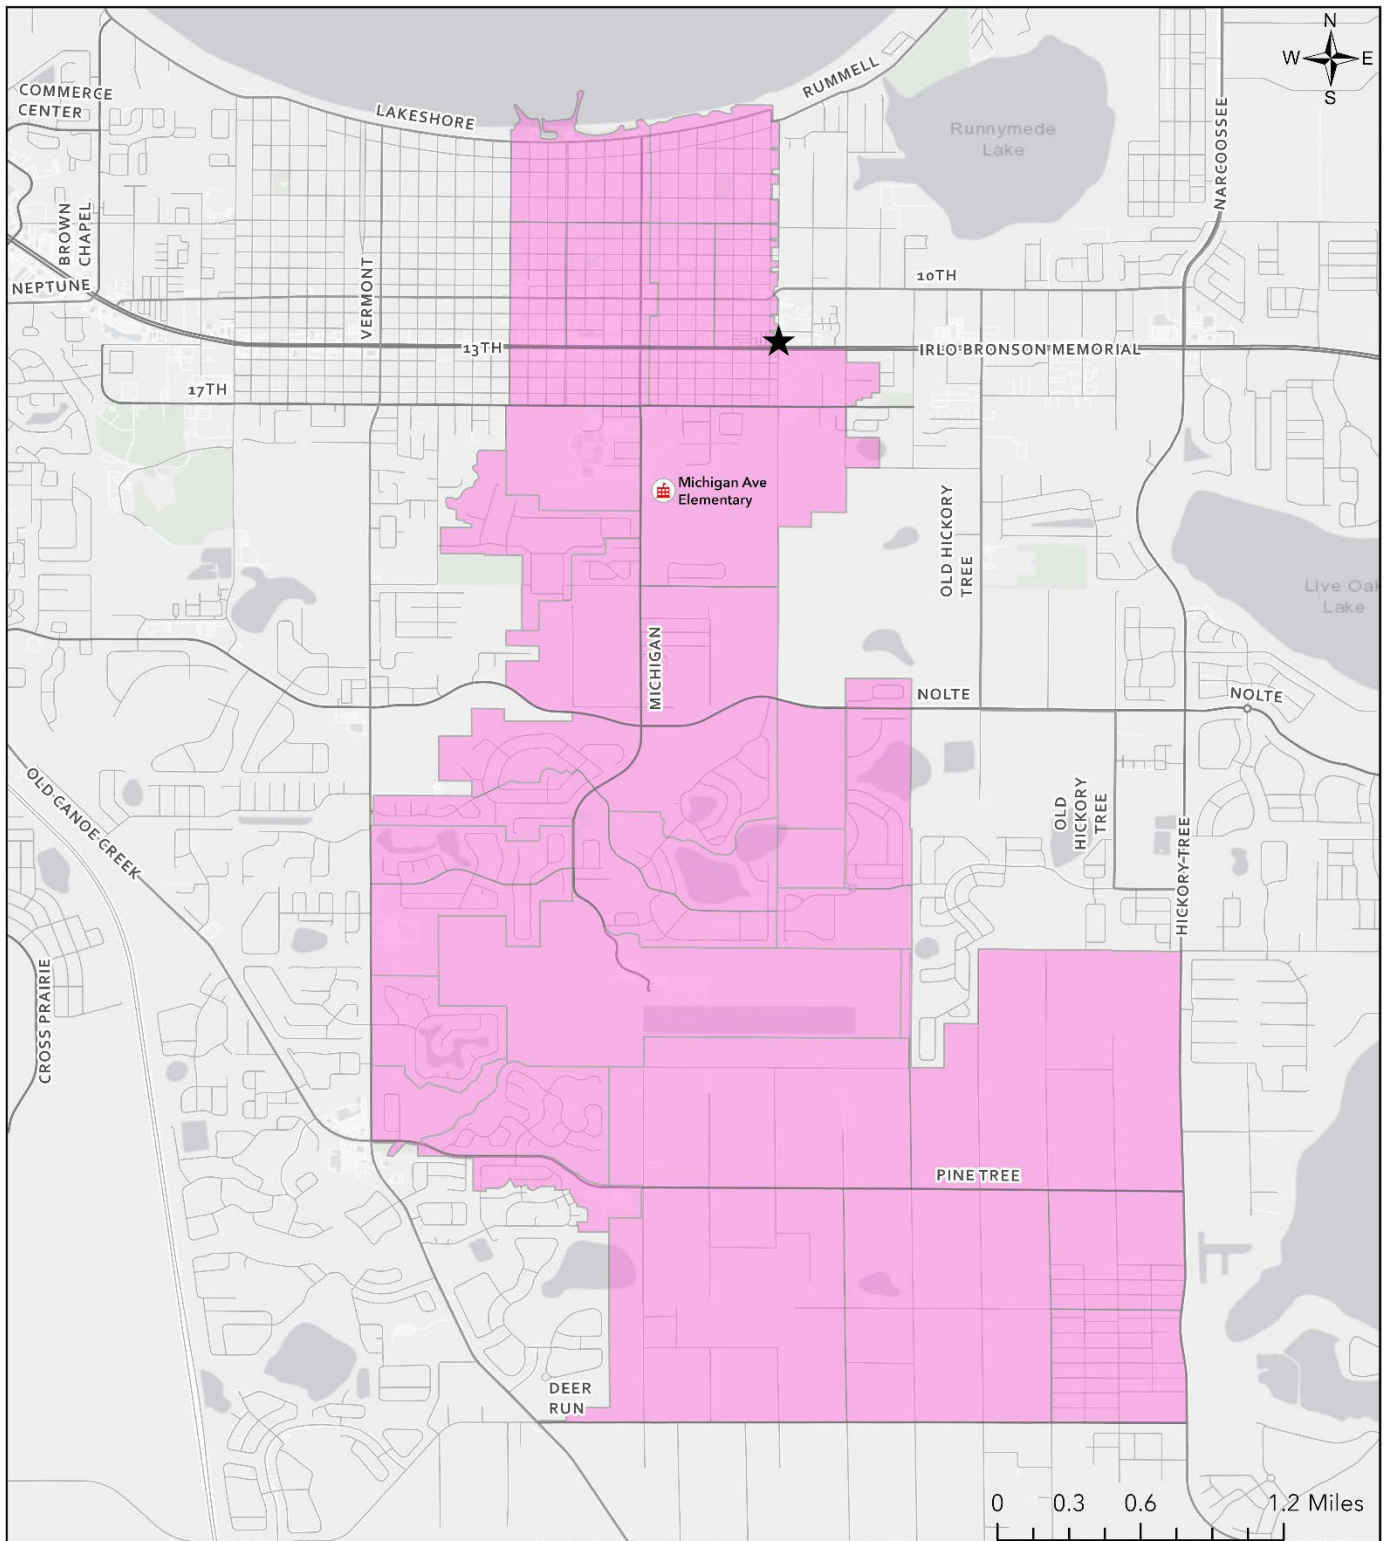 N
W E
S
COMMERCE
CENTER
LAKESHORE
RUMMELL
Runnymede
Lake
NARCOOSSEE
BROWN
CHAPEL
VERMONT
NEPTUNE
10TH
13TH
IRLO BRONSON MEMORIAL
17TH
Michigan Ave
Elementary
OLD HICKORY
TREE
Live Oak
Lake
MICHIGAN
NOLTE
NOLTE
OLD CANOE CREEK
OLD
HICKORY
TREE
HICKORY TREE
CROSS PRAIRIE
PINE TREE
DEER
RUN
0 0.3 0.6 1.2 Miles